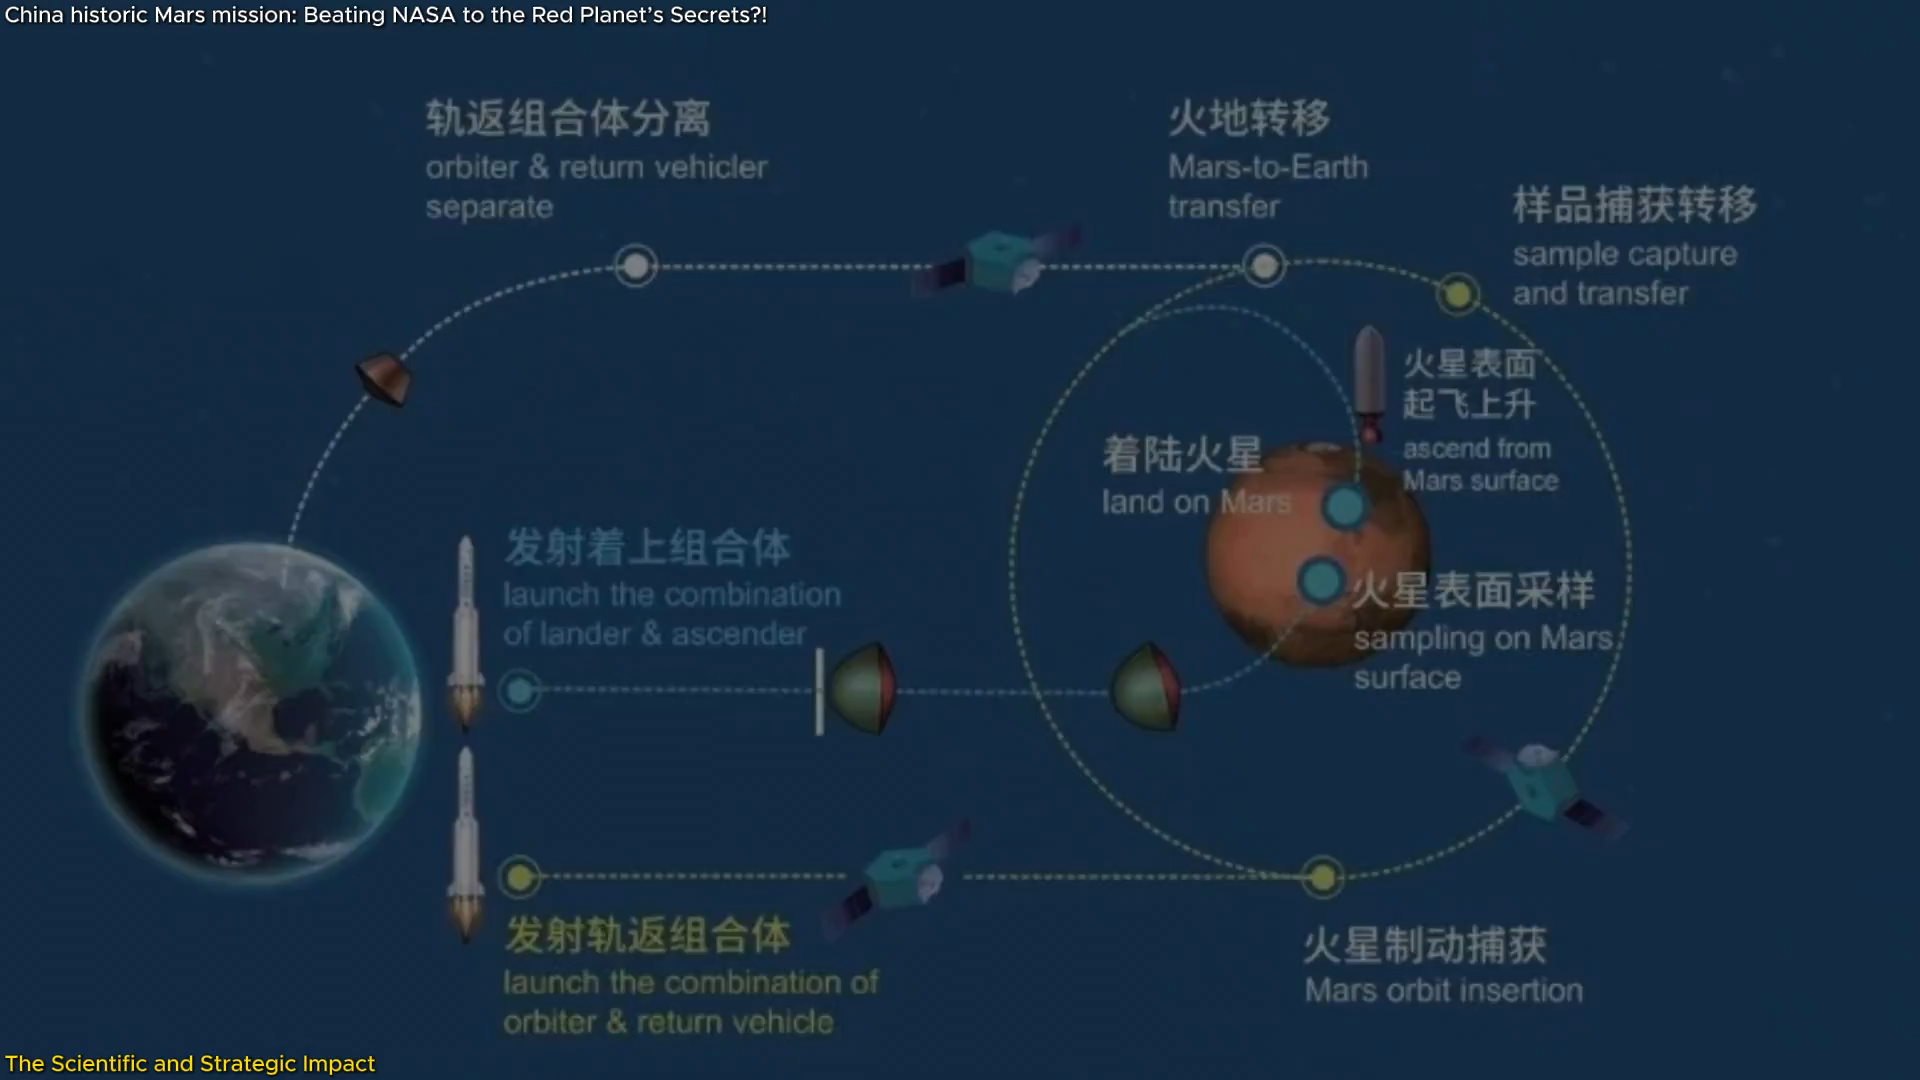 China historic Mars mission: Beating NASA to the Red Planet's Secrets?!
轨返组合体分离
orbiter & return vehicler
separate
火地转移
Mars-to-Earth
transfer
样品捕获转移
sample capture
and transfer
火星表面
起飞上升
ascend from
Mars surface
着陆火星
land on Mars
发射着上组合体
launch the combination
of lander & ascender
火星表面采样
sampling on Mars
surface
发射轨返组合体
launch the combination of
orbiter & return vehicle
火星制动捕获
Mars orbit insertion
The Scientific and Strategic Impact